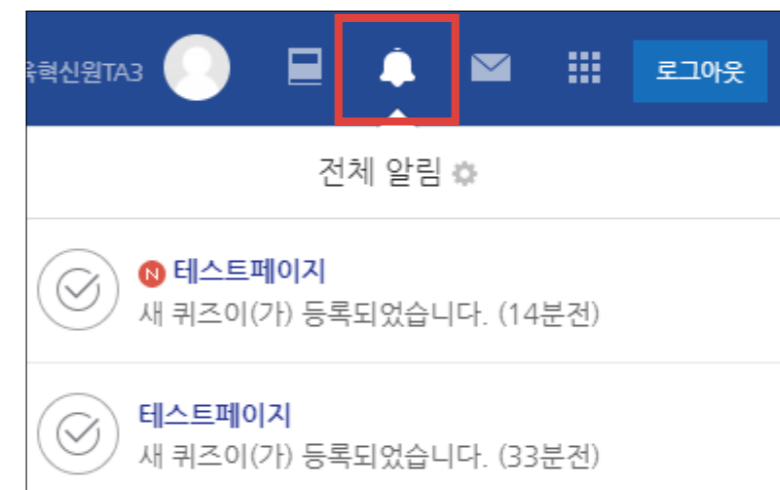 육혁신원TA3 로그아웃
전체 알림
N 테스트페이지
새 퀴즈이(가) 등록되었습니다. (14분전)
테스트페이지
새 퀴즈이(가) 등록되었습니다. (33분전)